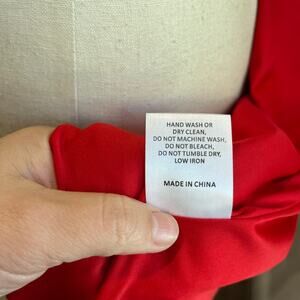 HAND WASH OR
DRY CLEAN,
DO NOT MACHINE WASH,
DO NOT BLEACH,
DO NOT TUMBLE DRY,
LOW IRON
MADE IN CHINA